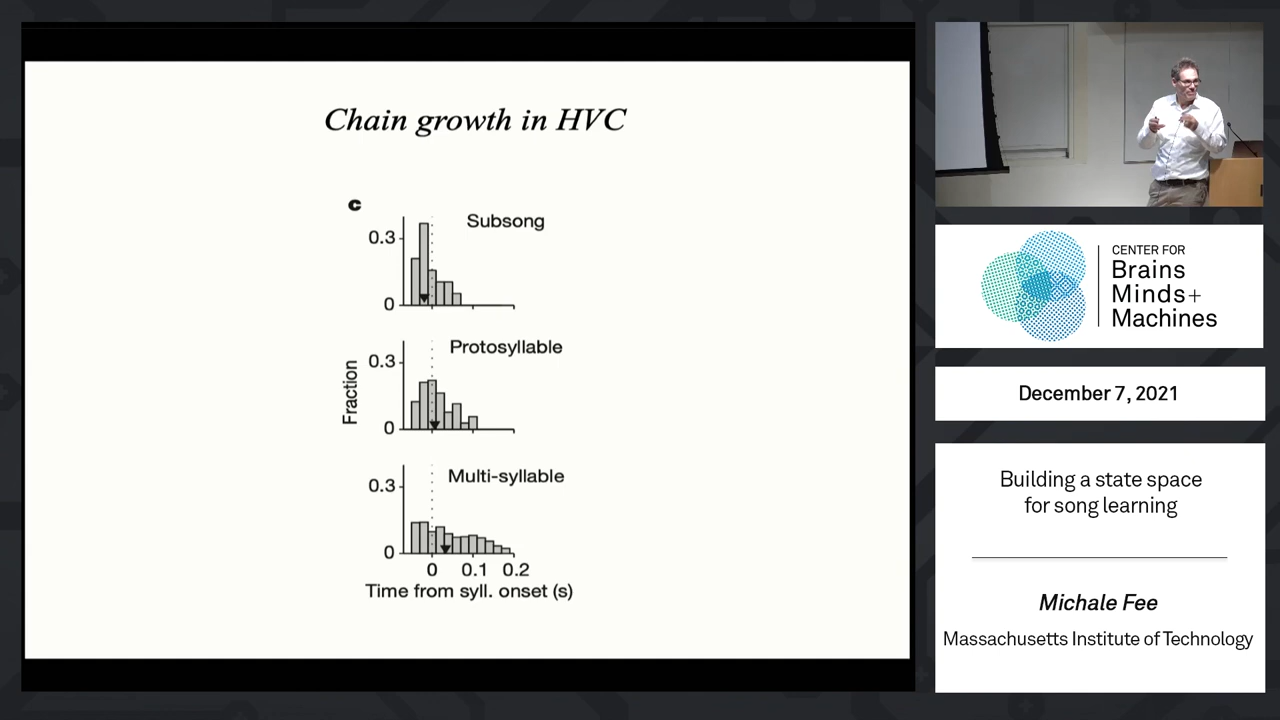 Chain growth in HVC
c
Subsong
0.3
0
Protosyllable
0.3
0
Fraction
Multi-syllable
0.3
0
0 0.1 0.2
Time from syll. onset (s)
CENTER FOR
Brains
Minds+
Machines
December 7, 2021
Building a state space
for song learning
Michale Fee
Massachusetts Institute of Technology